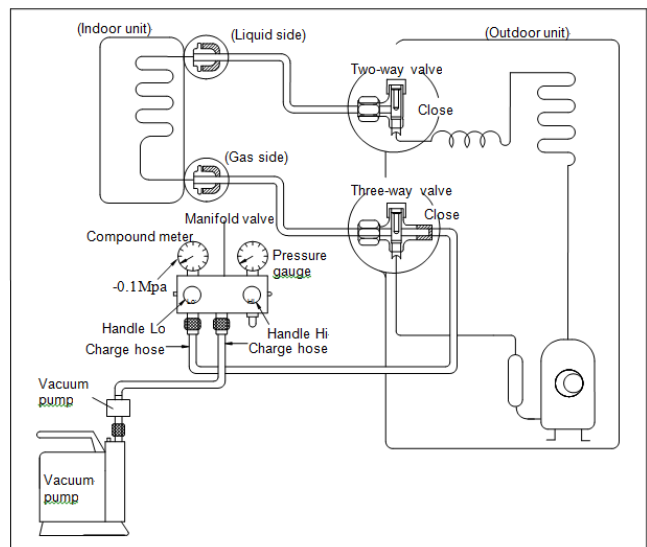 (Indoor unit)
(Liquid side)
(Outdoor unit)
Two-way valve
Close
(Gas side)
Three-way valve
Close
Manifold valve
Compound meter
Pressure
gauge
-0.1Mpa
Lo
Handle Lo
Handle Hi
Charge hose
Charge hose
Vacuum
pump
Vacuum
pump